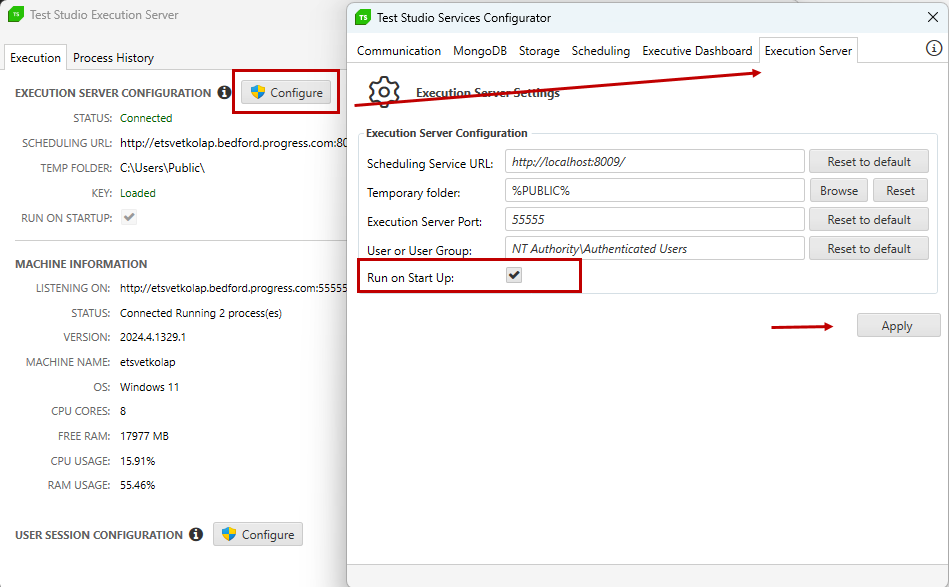 TS Test Studio Execution Server
Execution Process History
EXECUTION SERVER CONFIGURATION i Configure
STATUS: Connected
SCHEDULING URL: http://etsvetkolap.bedford.progress.com:80
TEMP FOLDER: C:\Users\Public\
KEY: Loaded
RUN ON STARTUP:
MACHINE INFORMATION
LISTENING ON: http://etsvetkolap.bedford.progress.com:55555
STATUS: Connected Running 2 process(es)
VERSION: 2024.4.1329.1
MACHINE NAME: etsvetkolap
OS: Windows 11
CPU CORES: 8
FREE RAM: 17977 MB
CPU USAGE: 15.91%
RAM USAGE: 55.46%
USER SESSION CONFIGURATION i Configure
TS Test Studio Services Configurator
Communication MongoDB Storage Scheduling Executive Dashboard Execution Server i
Execution Server Settings
Execution Server Configuration
Scheduling Service URL: http://localhost:8009/ Reset to default
Temporary folder: %PUBLIC% Browse Reset
Execution Server Port: 55555 Reset to default
User or User Group: NT Authority\Authenticated Users Reset to default
Run on Start Up:
Apply